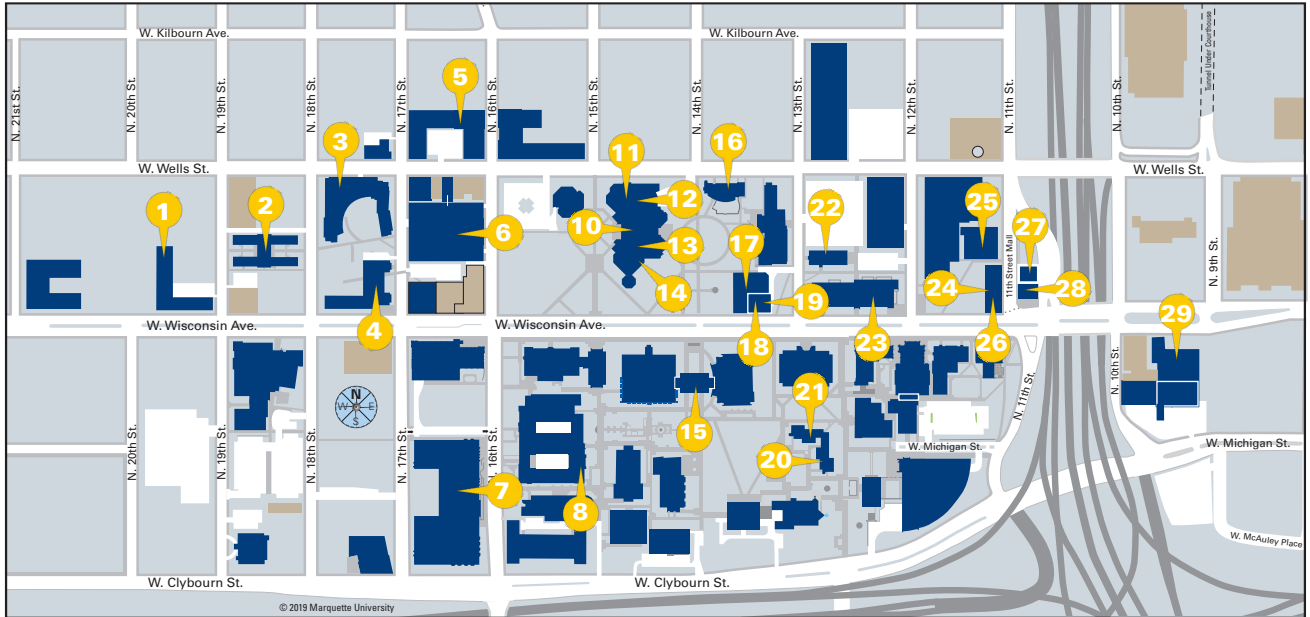 W. Kilbourn Ave.
W. Kilbourn Ave.
Tunnel Under Courthouse
N. 21st St.
N. 20th St.
N. 19th St.
N. 18th St.
N. 17th St.
N. 16th St.
N. 15th St.
N. 14th St.
N. 13th St.
N. 12th St.
N. 11th St.
N. 10th St.
5
3
11
16
W. Wells St.
W. Wells St.
1
2
12
6
10
13
17
22
25
27
N. 9th St.
14
19
24
11th Street Mall
28
4
W. Wisconsin Ave.
W. Wisconsin Ave.
18
23
26
29
N
W E
S
15
21
20
N. 20th St.
N. 19th St.
N. 18th St.
N. 17th St.
N. 16th St.
N. 11th St.
N. 10th St.
W. Michigan St.
W. Michigan St.
7
8
W. McAuley Place
W. Clybourn St.
W. Clybourn St.
© 2019 Marquette University